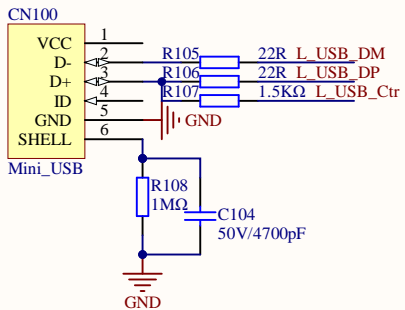 CN100
VCC 1
D- 2 R105 22R L_USB_DM
D+ 3 R106 22R L_USB_DP
ID 4 R107 1.5KΩ L_USB_Ctr
GND 5 GND
SHELL 6
Mini_USB
R108
1MΩ
C104
50V/4700pF
GND